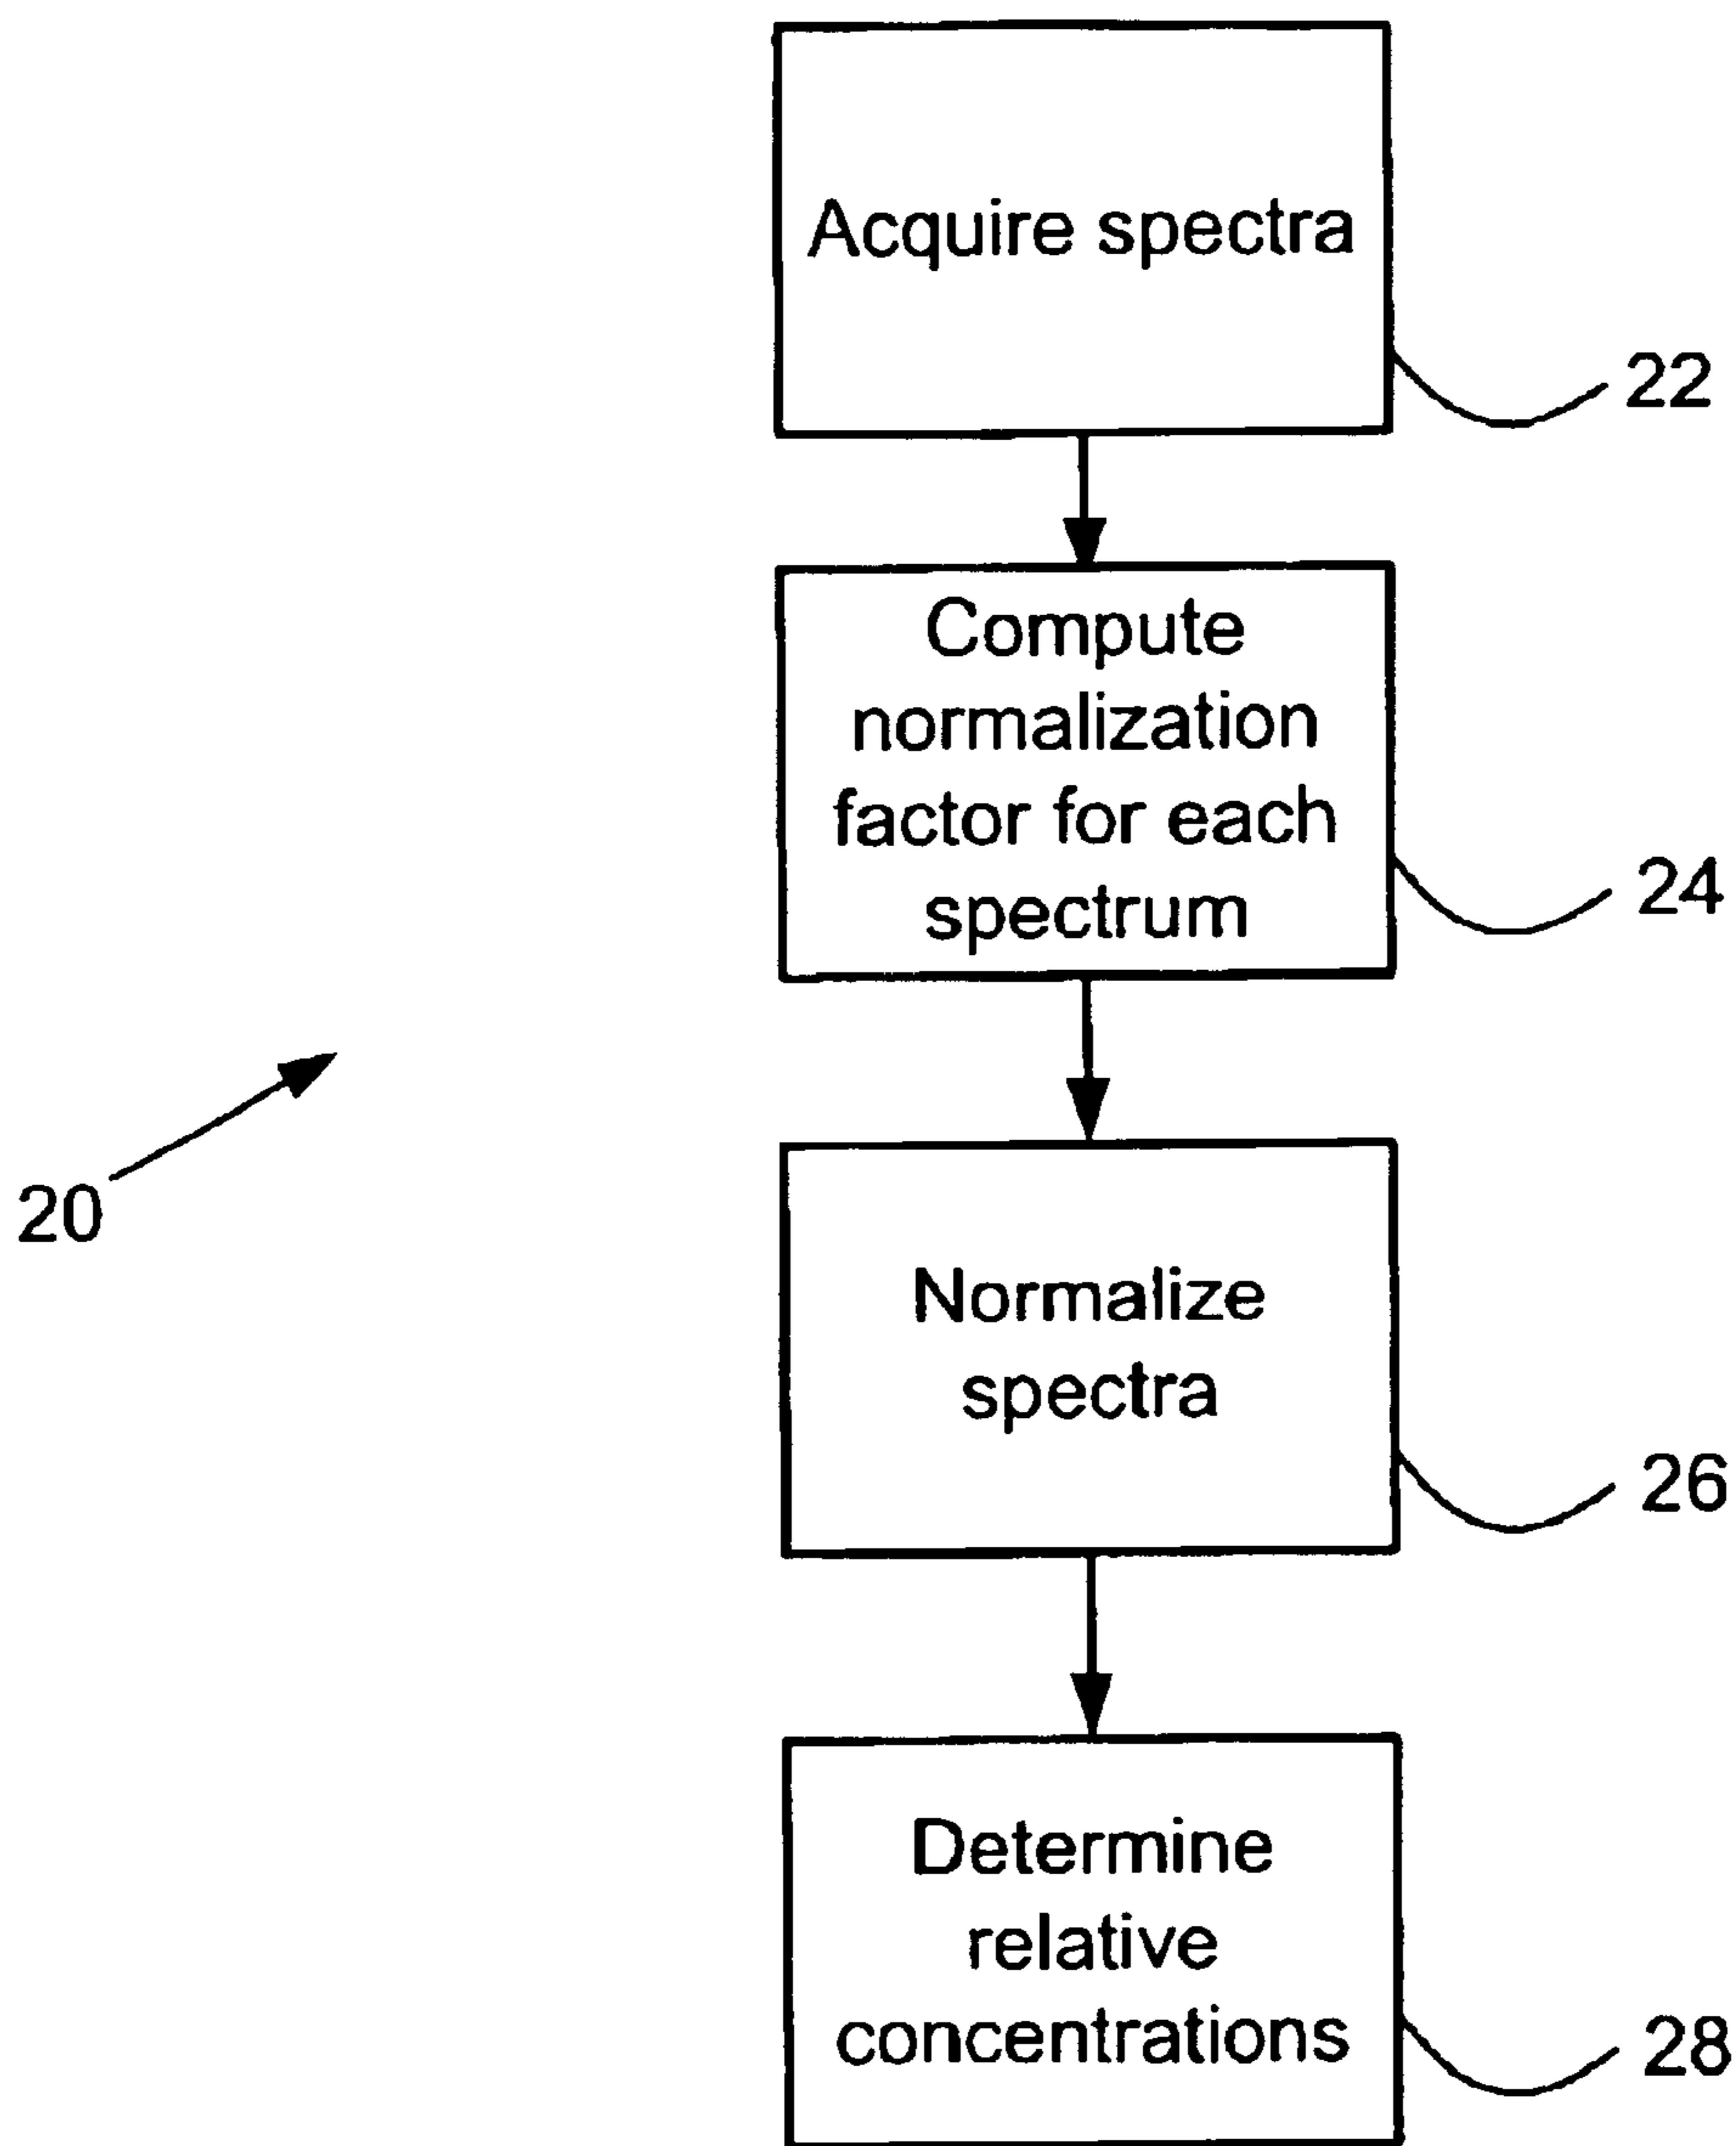 Acquire spectra
22
Compute
normalization
factor for each
spectrum
24
20
Normalize
spectra
26
Determine
relative
concentrations
28